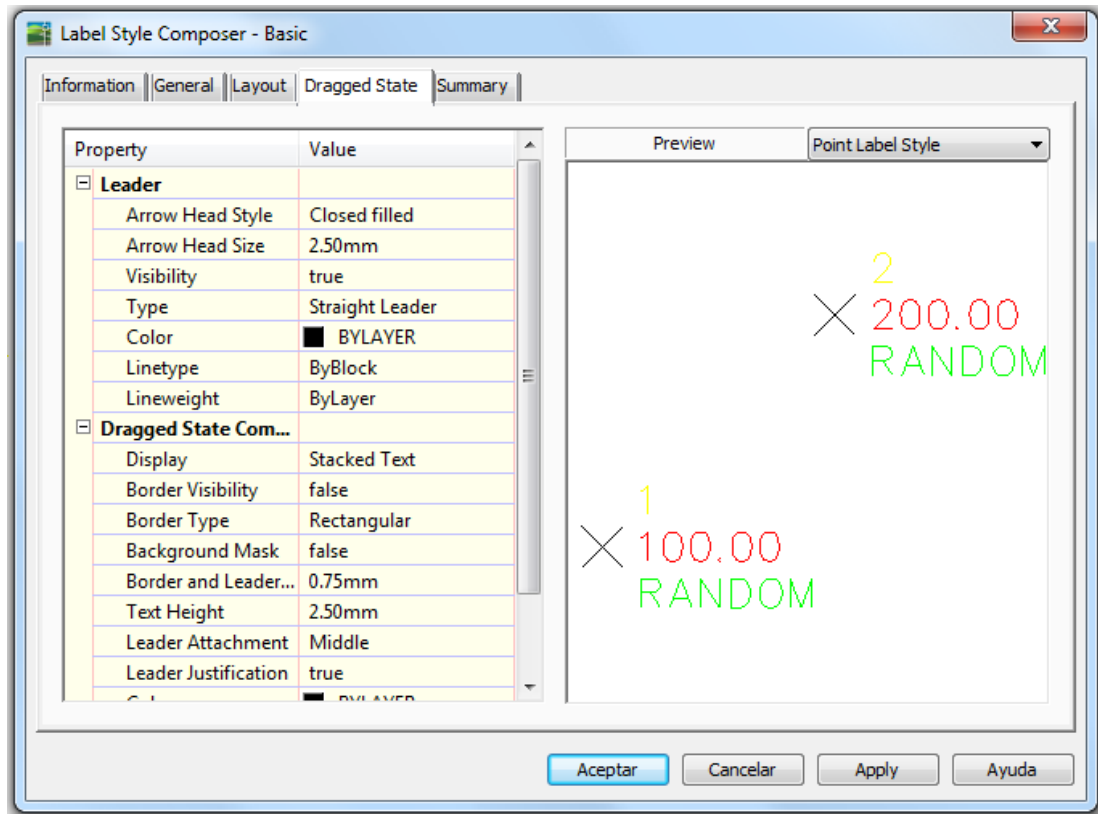 Label Style Composer - Basic
Information General Layout Dragged State Summary
Property Value
Leader
Arrow Head Style Closed filled
Arrow Head Size 2.50mm
Visibility true
Type Straight Leader
Color BYLAYER
Linetype ByBlock
Lineweight ByLayer
Dragged State Com...
Display Stacked Text
Border Visibility false
Border Type Rectangular
Background Mask false
Border and Leader... 0.75mm
Text Height 2.50mm
Leader Attachment Middle
Leader Justification true
Preview Point Label Style
2
200.00
RANDOM
1
100.00
RANDOM
Aceptar Cancelar Apply Ayuda